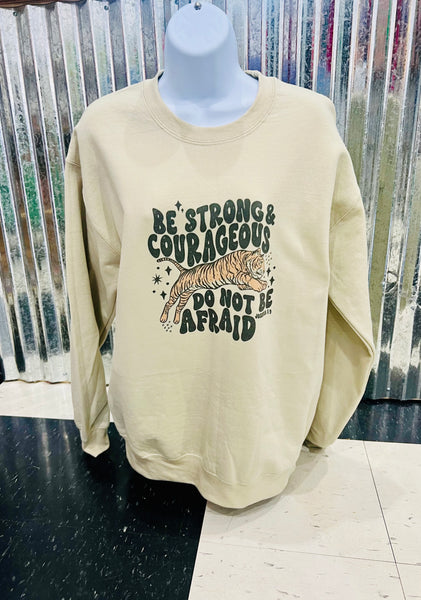 BE STRONG &
COURAGEOUS
DO NOT BE
AFRAID